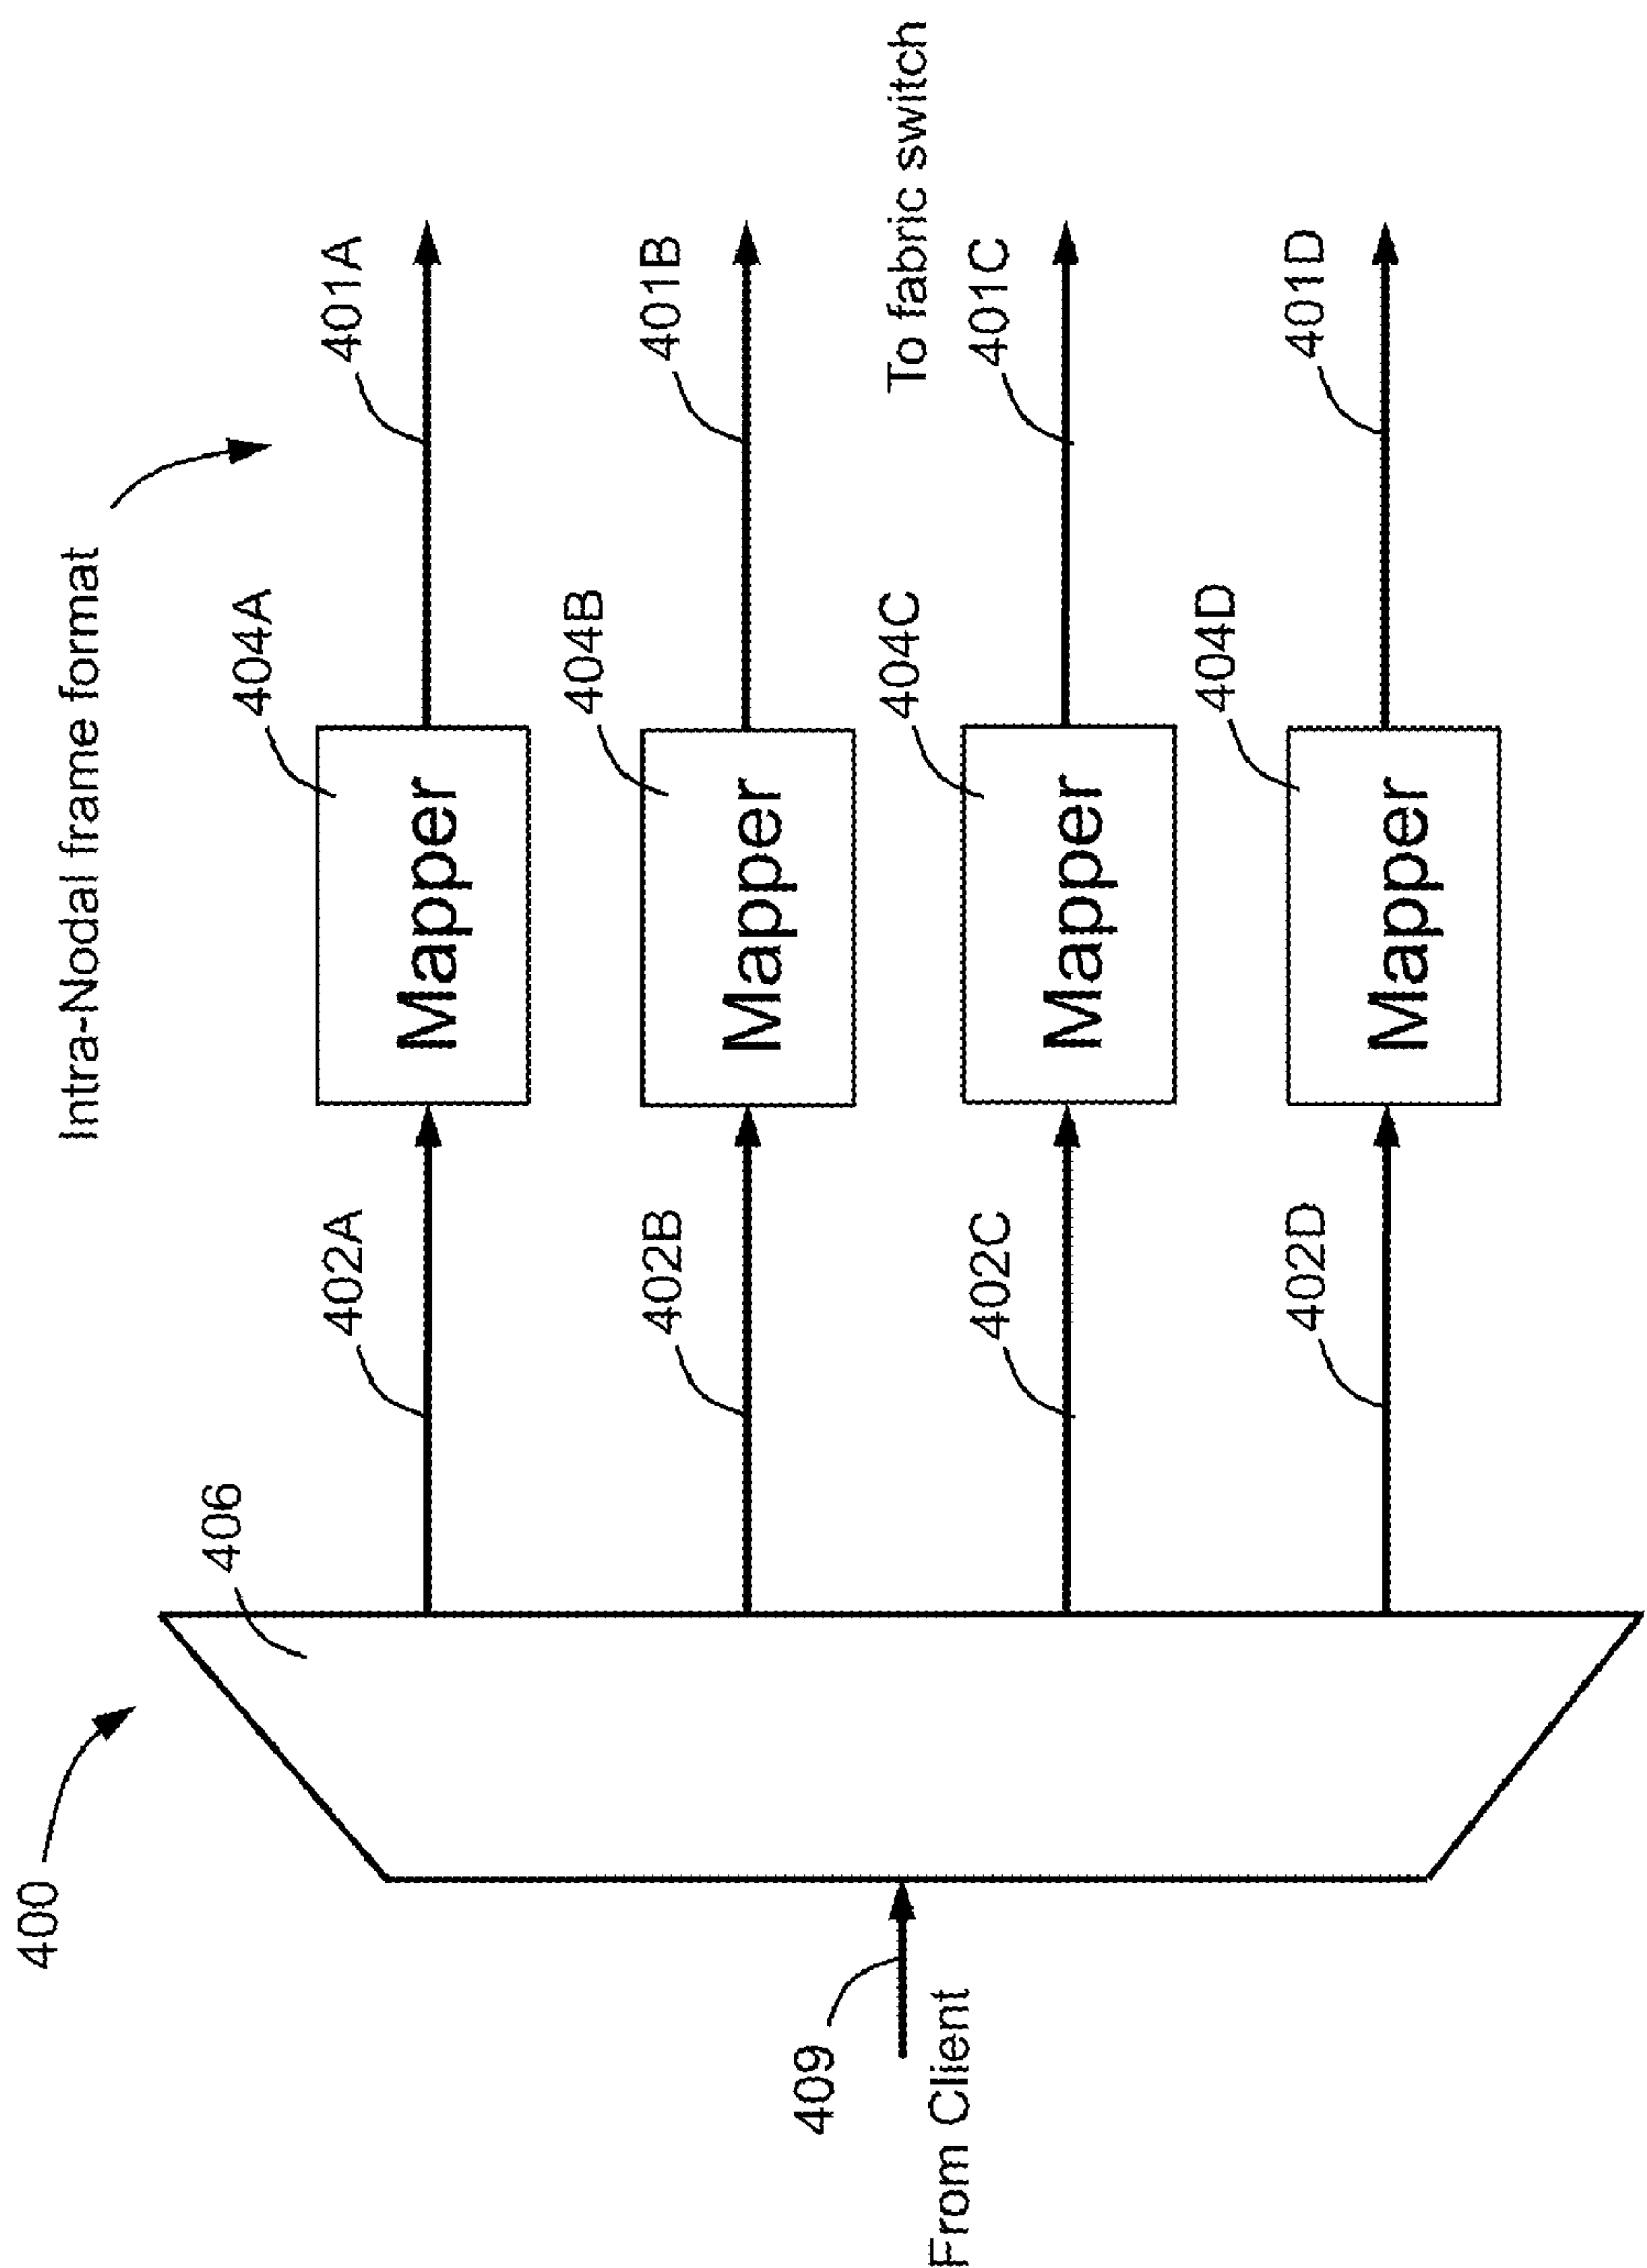 400
406
Intra-Nodal frame format
402A
404A
Mapper
401A
402B
404B
Mapper
401B
409
From Client
To fabric switch
402C
404C
Mapper
401C
402D
404D
Mapper
401D